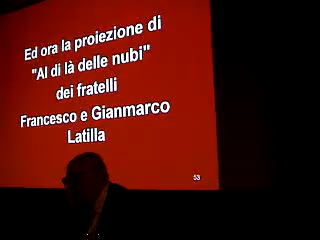 Ed ora la proiezione di
"Al di là delle nubi"
dei fratelli
Francesco e Gianmarco
Latilla
53